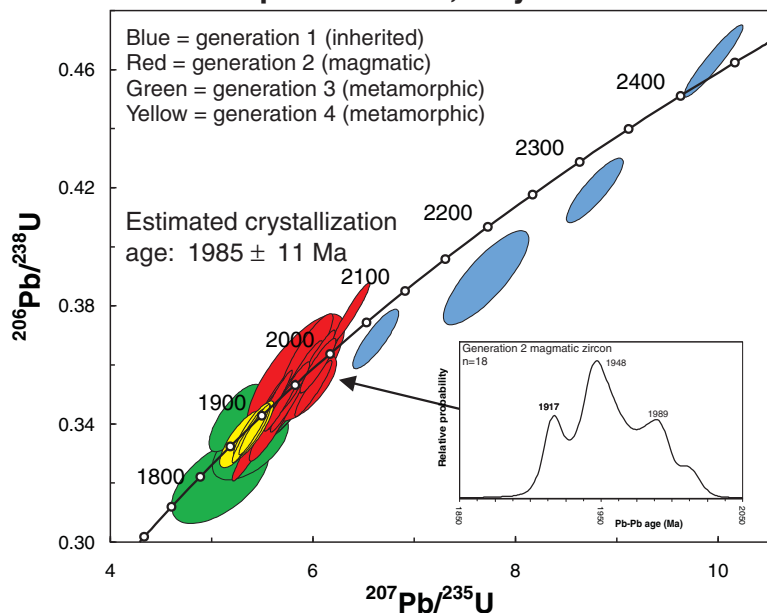 Blue = generation 1 (inherited)
Red = generation 2 (magmatic)
Green = generation 3 (metamorphic)
Yellow = generation 4 (metamorphic)
Estimated crystallization
age: 1985 ± 11 Ma
206Pb/238U
0.46
0.42
0.38
0.34
0.30
2400
2300
2200
2100
2000
1900
1800
Generation 2 magmatic zircon
n=18
1948
1917
1989
Relative probability
1850
1950
2050
Pb-Pb age (Ma)
4
6
8
10
207Pb/235U